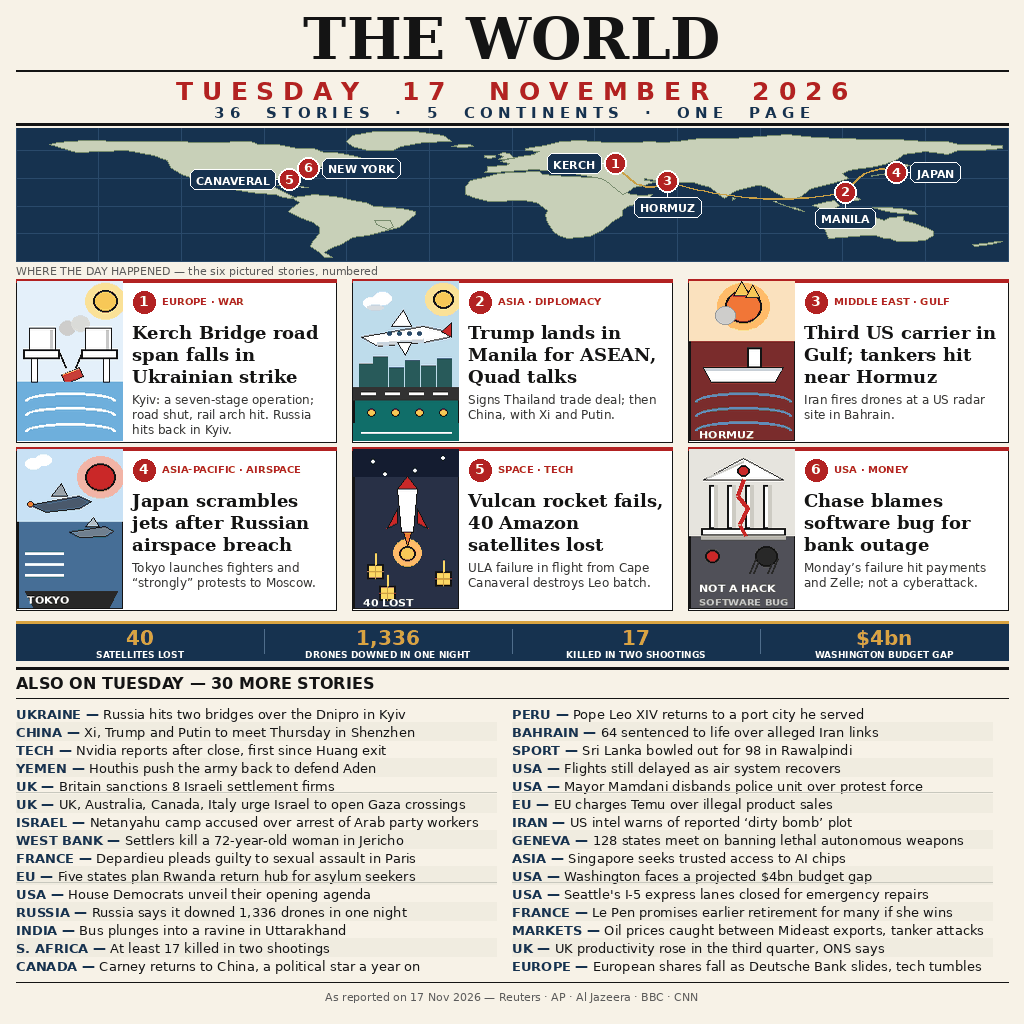 THE WORLD
TUESDAY 17 NOVEMBER 2026
36 STORIES · 5 CONTINENTS · ONE PAGE
KERCH 1
HORMUZ 3
MANILA 2
4 JAPAN
CANAVERAL 5
6 NEW YORK
WHERE THE DAY HAPPENED — the six pictured stories, numbered
1 EUROPE · WAR
Kerch Bridge road
span falls in
Ukrainian strike
Kyiv: a seven-stage operation;
road shut, rail arch hit. Russia
hits back in Kyiv.
2 ASIA · DIPLOMACY
Trump lands in
Manila for ASEAN,
Quad talks
Signs Thailand trade deal; then
China, with Xi and Putin.
HORMUZ
3 MIDDLE EAST · GULF
Third US carrier in
Gulf; tankers hit
near Hormuz
Iran fires drones at a US radar
site in Bahrain.
TOKYO
4 ASIA-PACIFIC · AIRSPACE
Japan scrambles
jets after Russian
airspace breach
Tokyo launches fighters and
“strongly” protests to Moscow.
40 LOST
5 SPACE · TECH
Vulcan rocket fails,
40 Amazon
satellites lost
ULA failure in flight from Cape
Canaveral destroys Leo batch.
NOT A HACK
SOFTWARE BUG
6 USA · MONEY
Chase blames
software bug for
bank outage
Monday’s failure hit payments
and Zelle; not a cyberattack.
40
SATELLITES LOST
1,336
DRONES DOWNED IN ONE NIGHT
17
KILLED IN TWO SHOOTINGS
$4bn
WASHINGTON BUDGET GAP
ALSO ON TUESDAY — 30 MORE STORIES
UKRAINE — Russia hits two bridges over the Dnipro in Kyiv
CHINA — Xi, Trump and Putin to meet Thursday in Shenzhen
TECH — Nvidia reports after close, first since Huang exit
YEMEN — Houthis push the army back to defend Aden
UK — Britain sanctions 8 Israeli settlement firms
UK — UK, Australia, Canada, Italy urge Israel to open Gaza crossings
ISRAEL — Netanyahu camp accused over arrest of Arab party workers
WEST BANK — Settlers kill a 72-year-old woman in Jericho
FRANCE — Depardieu pleads guilty to sexual assault in Paris
EU — Five states plan Rwanda return hub for asylum seekers
USA — House Democrats unveil their opening agenda
RUSSIA — Russia says it downed 1,336 drones in one night
INDIA — Bus plunges into a ravine in Uttarakhand
S. AFRICA — At least 17 killed in two shootings
CANADA — Carney returns to China, a political star a year on
PERU — Pope Leo XIV returns to a port city he served
BAHRAIN — 64 sentenced to life over alleged Iran links
SPORT — Sri Lanka bowled out for 98 in Rawalpindi
USA — Flights still delayed as air system recovers
USA — Mayor Mamdani disbands police unit over protest force
EU — EU charges Temu over illegal product sales
IRAN — US intel warns of reported ‘dirty bomb’ plot
GENEVA — 128 states meet on banning lethal autonomous weapons
ASIA — Singapore seeks trusted access to AI chips
USA — Washington faces a projected $4bn budget gap
USA — Seattle's I-5 express lanes closed for emergency repairs
FRANCE — Le Pen promises earlier retirement for many if she wins
MARKETS — Oil prices caught between Mideast exports, tanker attacks
UK — UK productivity rose in the third quarter, ONS says
EUROPE — European shares fall as Deutsche Bank slides, tech tumbles
As reported on 17 Nov 2026 — Reuters · AP · Al Jazeera · BBC · CNN